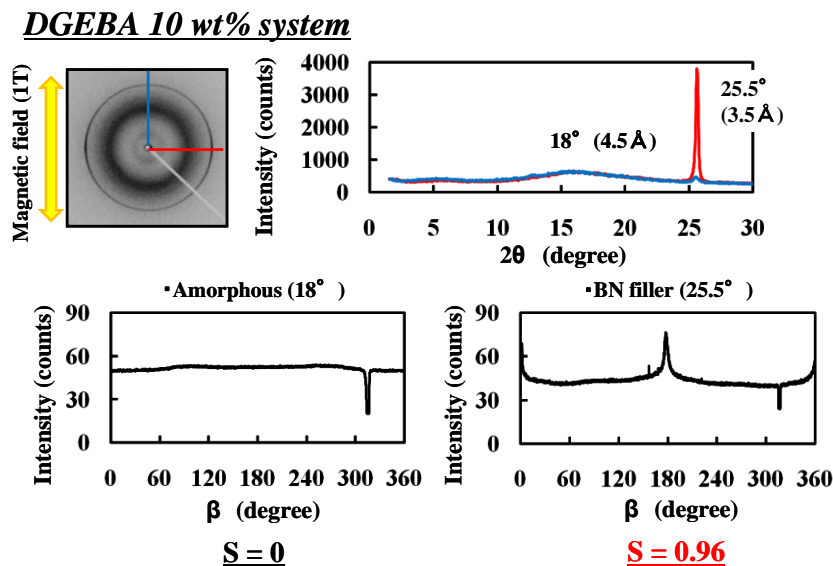 DGEBA 10 wt% system
Magnetic field (1T)
Intensity (counts)
4000
3000
2000
1000
0
18° (4.5Å)
25.5°
(3.5Å)
0 5 10 15 20 25 30
2θ (degree)
▪Amorphous (18° )
Intensity (counts)
90
60
30
0
0 60 120 180 240 300 360
β (degree)
S = 0
▪BN filler (25.5° )
Intensity (counts)
90
60
30
0
0 60 120 180 240 300 360
β (degree)
S = 0.96